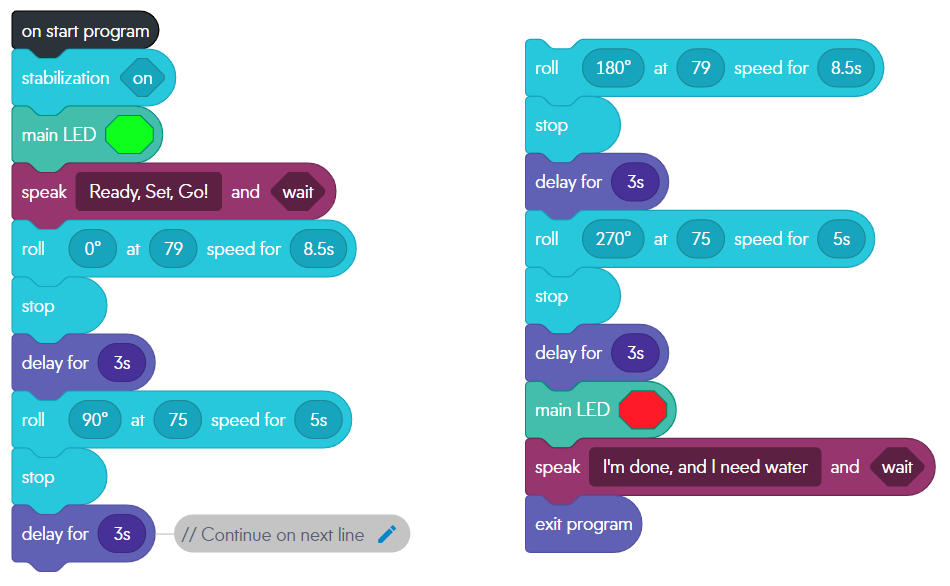 on start program
stabilization on
main LED
speak Ready, Set, Go! and wait
roll 0° at 79 speed for 8.5s
stop
delay for 3s
roll 90° at 75 speed for 5s
stop
delay for 3s // Continue on next line
roll 180° at 79 speed for 8.5s
stop
delay for 3s
roll 270° at 75 speed for 5s
stop
delay for 3s
main LED
speak I'm done, and I need water and wait
exit program